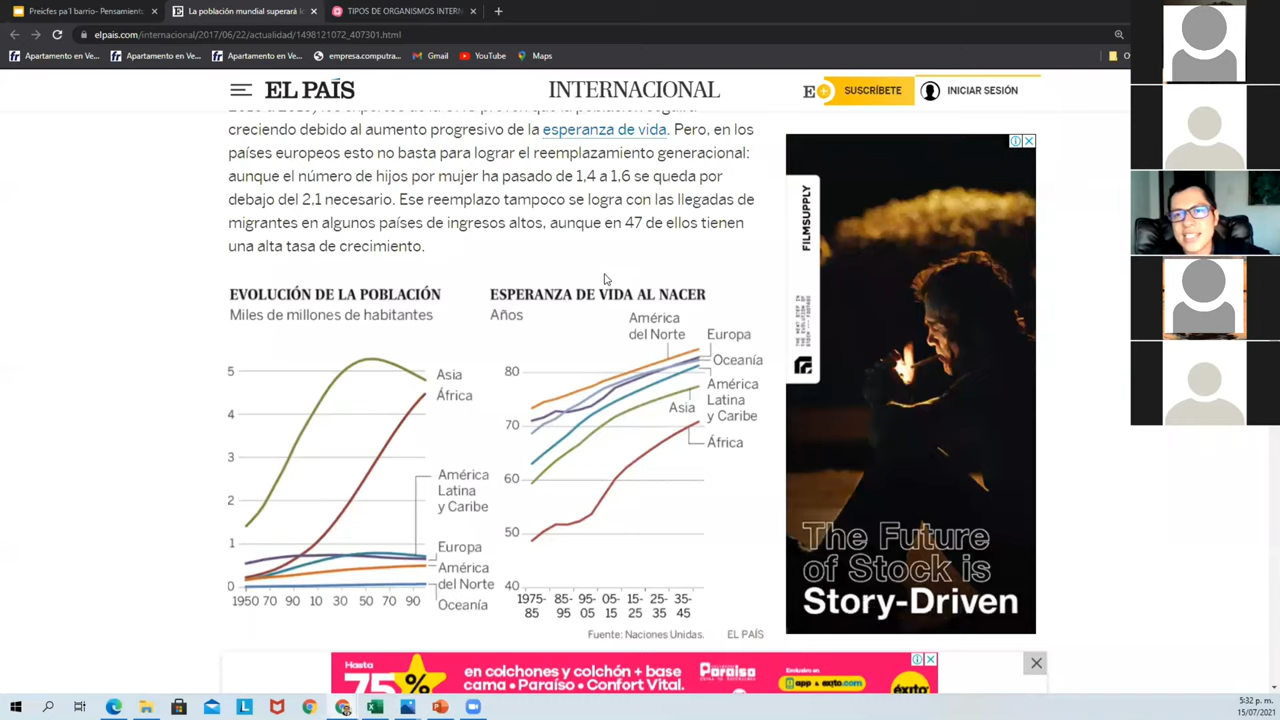 Preicfes pa'l barrio- Pensamiento
La población mundial superará l
TIPOS DE ORGANISMOS INTERN
elpais.com/internacional/2017/06/22/actualidad/1498121072_407301.html
Apartamento en Ve...
Apartamento en Ve...
Apartamento en Ve...
empresa.computra...
Gmail
YouTube
Maps
EL PAÍS
INTERNACIONAL
E+
SUSCRÍBETE
INICIAR SESIÓN
creciendo debido al aumento progresivo de la esperanza de vida. Pero, en los
países europeos esto no basta para lograr el reemplazamiento generacional:
aunque el número de hijos por mujer ha pasado de 1,4 a 1,6 se queda por
debajo del 2,1 necesario. Ese reemplazo tampoco se logra con las llegadas de
migrantes en algunos países de ingresos altos, aunque en 47 de ellos tienen
una alta tasa de crecimiento.
EVOLUCIÓN DE LA POBLACIÓN
Miles de millones de habitantes
5
4
3
2
1
0
1950 70 90 10 30 50 70 90
Asia
África
América
Latina
y Caribe
Europa
América
del Norte
Oceanía
ESPERANZA DE VIDA AL NACER
Años
80
70
60
50
40
1975-85
85-95
95-05
05-15
15-25
25-35
35-45
América
del Norte
Europa
Oceanía
América
Latina
y Caribe
Asia
África
Fuente: Naciones Unidas.
EL PAÍS
FILMSUPPLY
The Future
of Stock is
Story-Driven
Hasta
75%
en colchones y colchón + base
cama • Paraíso • Confort Vital.
Paraíso
Exclusivo en
app & exito.com
éxito
5:32 p. m.
15/07/2021